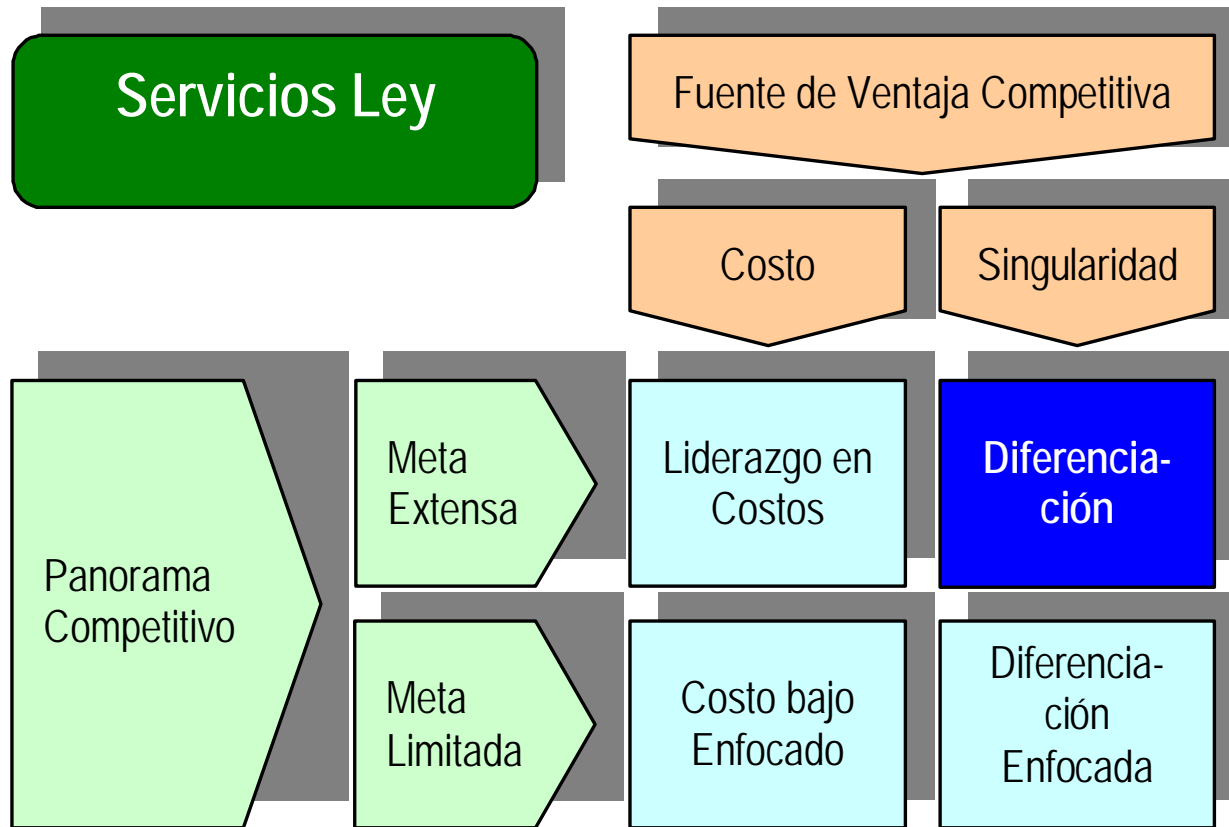 Servicios Ley
Fuente de Ventaja Competitiva
Costo
Singularidad
Panorama
Competitivo
Meta
Extensa
Liderazgo en
Costos
Diferencia-
ción
Meta
Limitada
Costo bajo
Enfocado
Diferencia-
ción
Enfocada